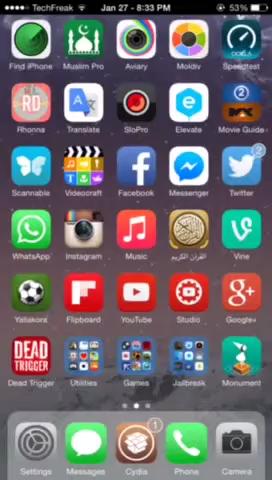 TechFreak Jan 27 - 8:33 PM
Find iPhone Muslim Pro Aviary Moldiv Speedtest
RD 2
Rhonna Translate SloPro Elevate Movie Guide
2
Scannable Videocraft Facebook Messenger Twitter
WhatsApp Instagram Music القرآن الكريم Vine
Yallakora Flipboard YouTube Studio Google+
DEAD
TRIGGER
Dead Trigger Utilities Games Jailbreak Monument
1
Settings Messages Cydia Phone Camera